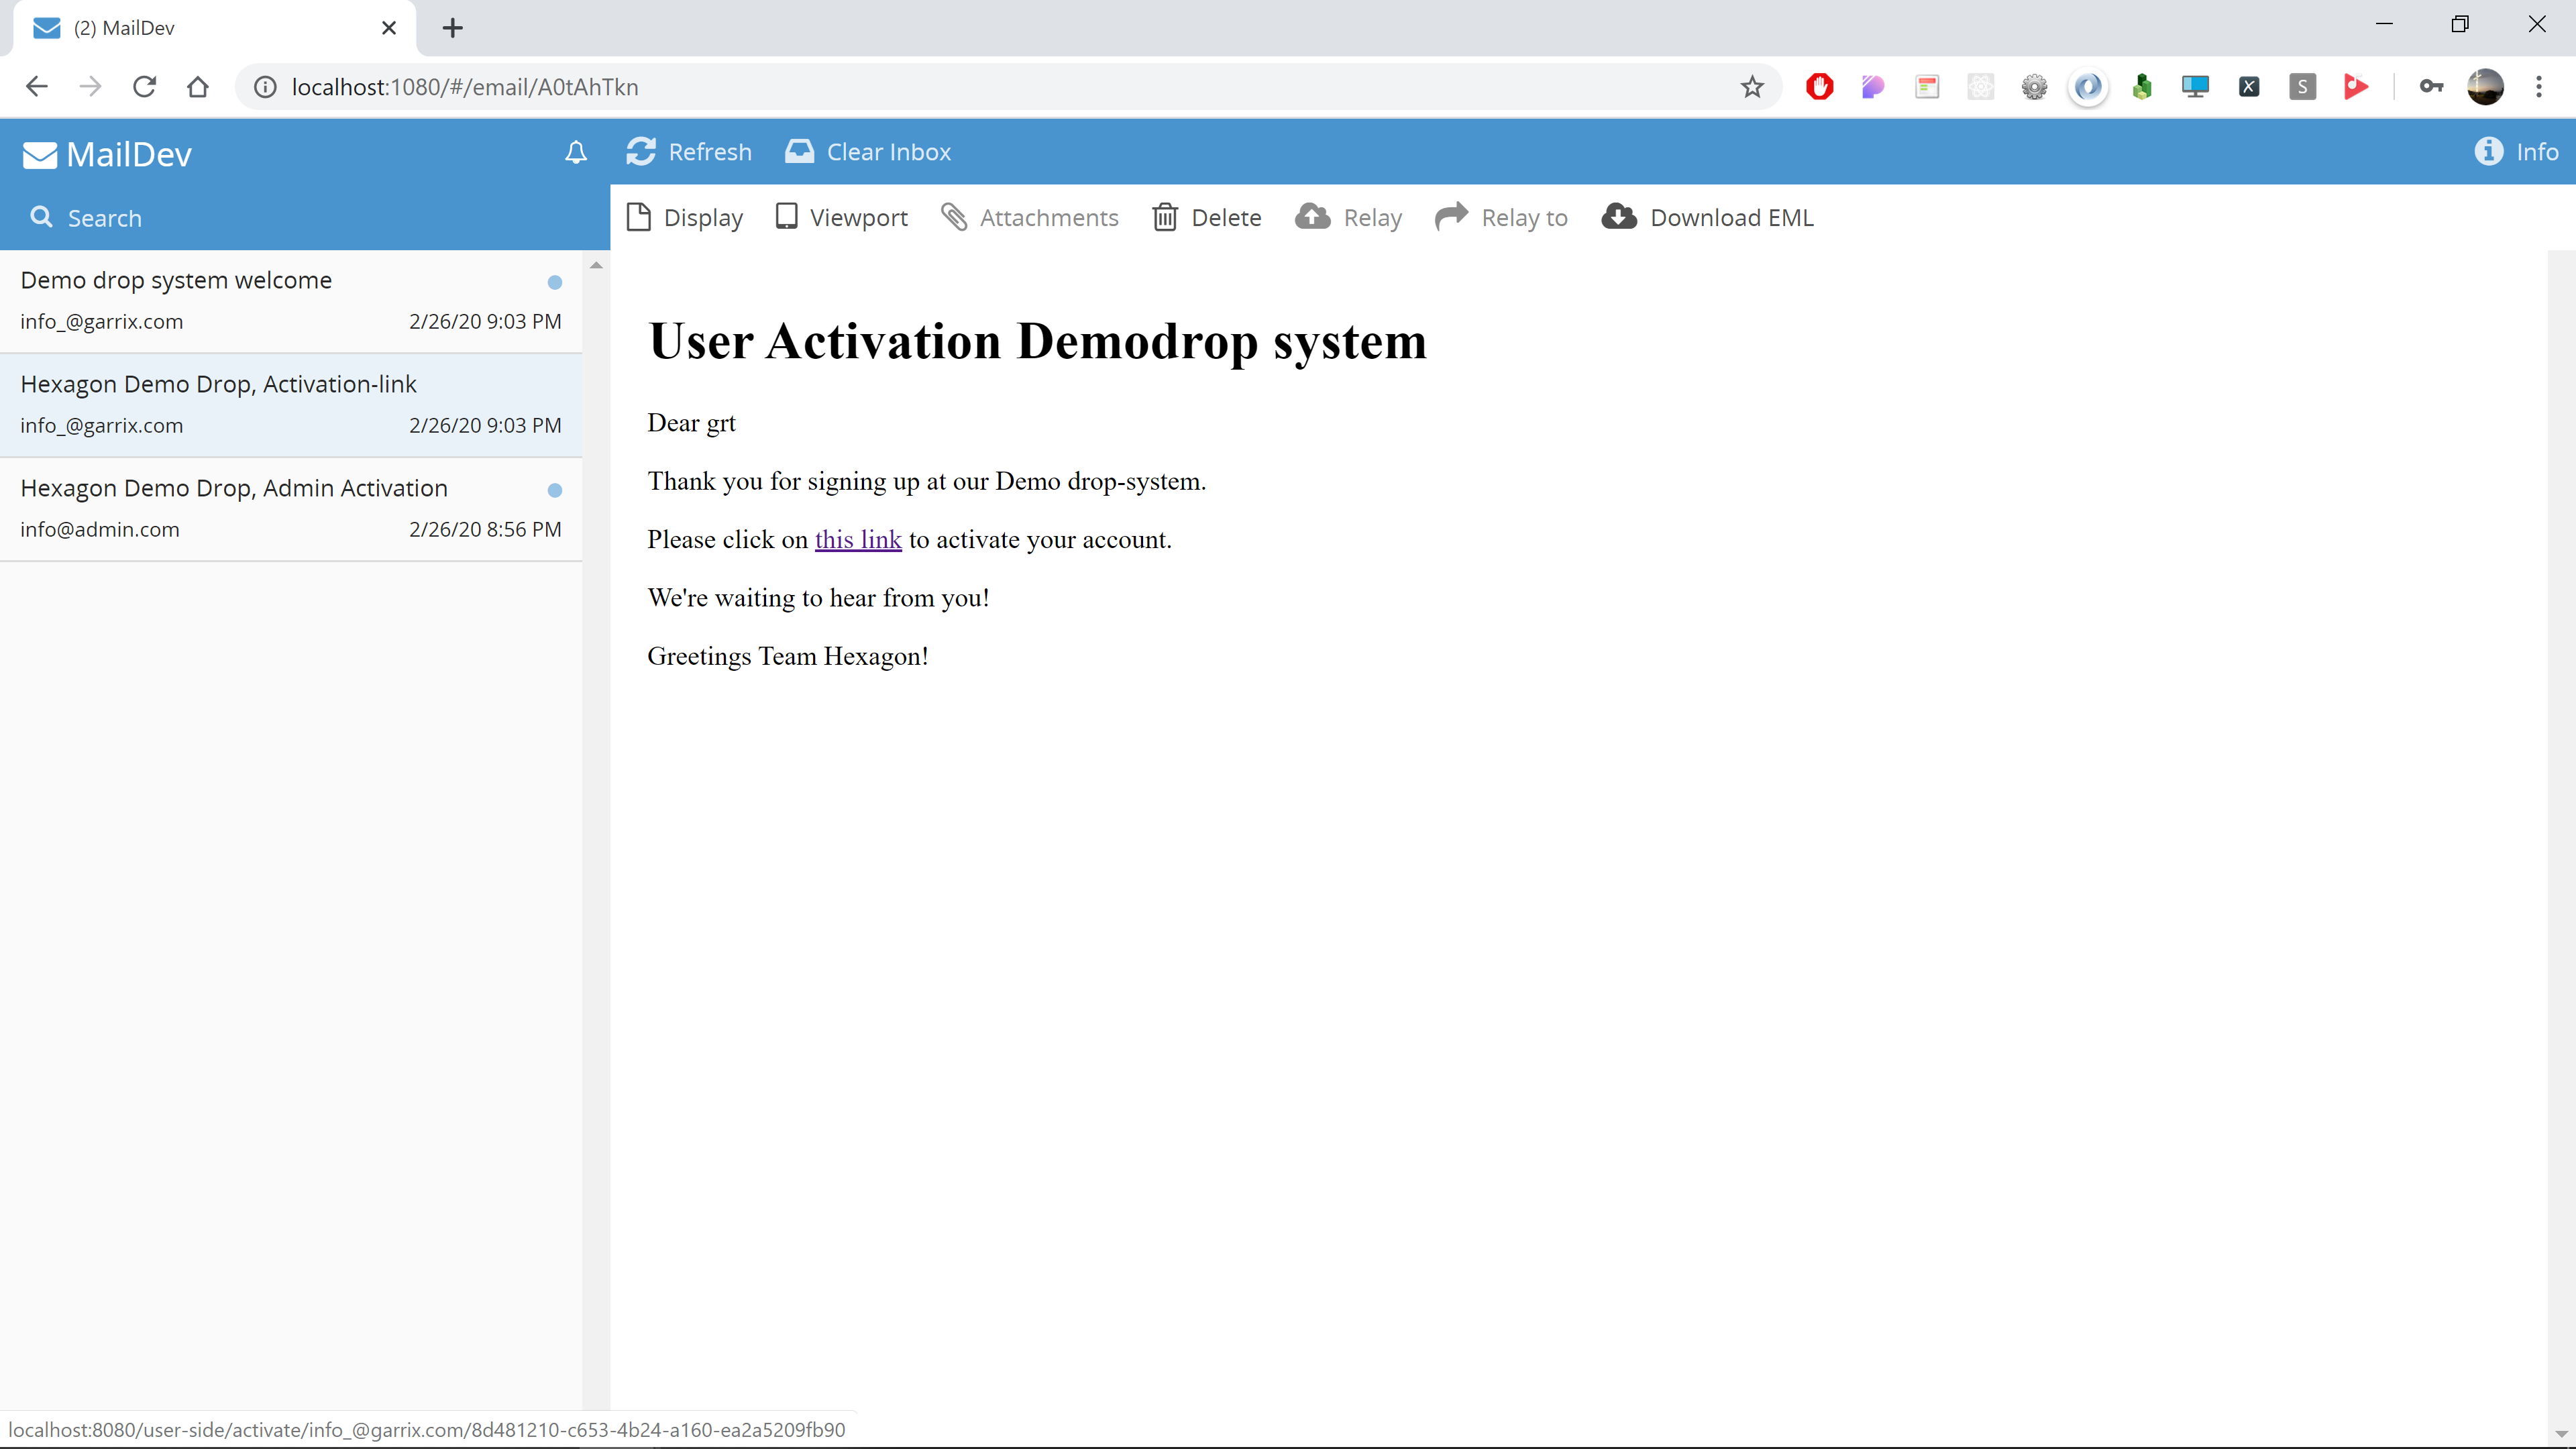 (2) MailDev
localhost:1080/#/email/A0tAhTkn
X
S
MailDev
Refresh
Clear Inbox
Info
Search
Display
Viewport
Attachments
Delete
Relay
Relay to
Download EML
Demo drop system welcome
info_@garrix.com 2/26/20 9:03 PM
Hexagon Demo Drop, Activation-link
info_@garrix.com 2/26/20 9:03 PM
Hexagon Demo Drop, Admin Activation
info@admin.com 2/26/20 8:56 PM
User Activation Demodrop system
Dear grt
Thank you for signing up at our Demo drop-system.
Please click on this link to activate your account.
We're waiting to hear from you!
Greetings Team Hexagon!
localhost:8080/user-side/activate/info_@garrix.com/8d481210-c653-4b24-a160-ea2a5209fb90